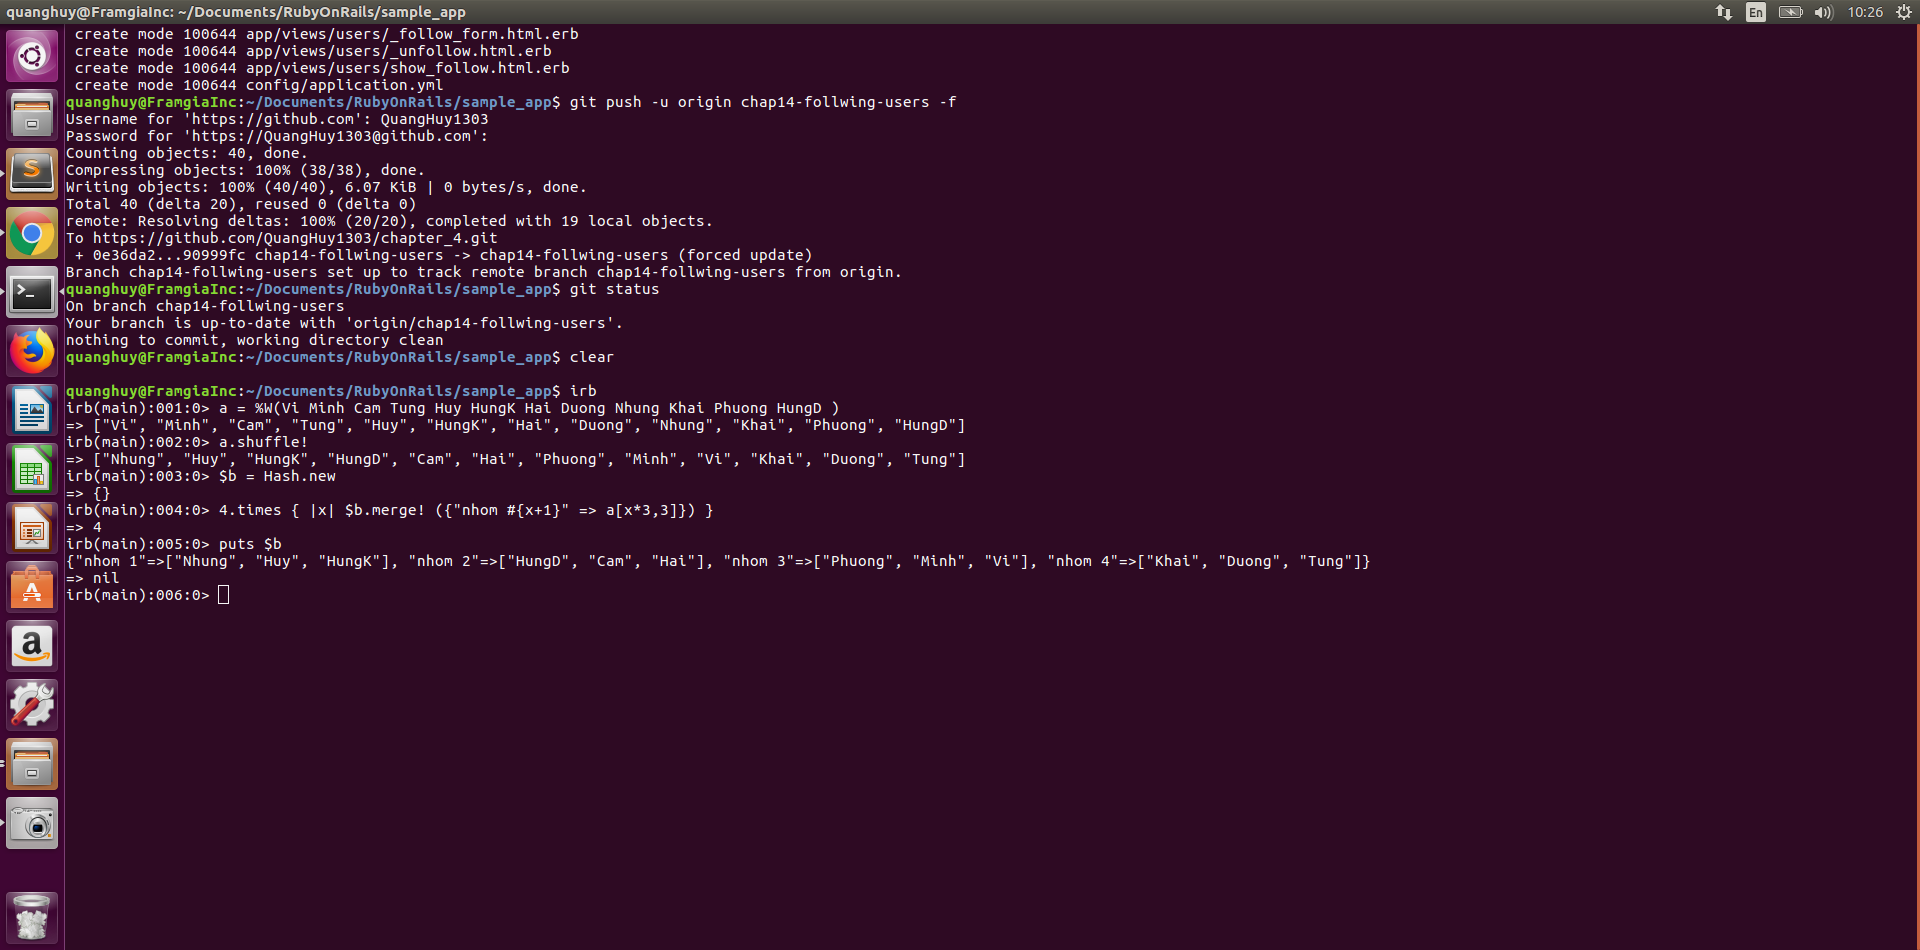 quanghuy@FramgiaInc: ~/Documents/RubyOnRails/sample_app
En
10:26
create mode 100644 app/views/users/_follow_form.html.erb
create mode 100644 app/views/users/_unfollow.html.erb
create mode 100644 app/views/users/show_follow.html.erb
create mode 100644 config/application.yml
quanghuy@FramgiaInc:~/Documents/RubyOnRails/sample_app$ git push -u origin chap14-follwing-users -f
Username for 'https://github.com': QuangHuy1303
Password for 'https://QuangHuy1303@github.com':
Counting objects: 40, done.
Compressing objects: 100% (38/38), done.
Writing objects: 100% (40/40), 6.07 KiB | 0 bytes/s, done.
Total 40 (delta 20), reused 0 (delta 0)
remote: Resolving deltas: 100% (20/20), completed with 19 local objects.
To https://github.com/QuangHuy1303/chapter_4.git
 + 0e36da2...90999fc chap14-follwing-users -> chap14-follwing-users (forced update)
Branch chap14-follwing-users set up to track remote branch chap14-follwing-users from origin.
quanghuy@FramgiaInc:~/Documents/RubyOnRails/sample_app$ git status
On branch chap14-follwing-users
Your branch is up-to-date with 'origin/chap14-follwing-users'.
nothing to commit, working directory clean
quanghuy@FramgiaInc:~/Documents/RubyOnRails/sample_app$ clear
quanghuy@FramgiaInc:~/Documents/RubyOnRails/sample_app$ irb
irb(main):001:0> a = %W(Vi Minh Cam Tung Huy HungK Hai Duong Nhung Khai Phuong HungD )
=> ["Vi", "Minh", "Cam", "Tung", "Huy", "HungK", "Hai", "Duong", "Nhung", "Khai", "Phuong", "HungD"]
irb(main):002:0> a.shuffle!
=> ["Nhung", "Huy", "HungK", "HungD", "Cam", "Hai", "Phuong", "Minh", "Vi", "Khai", "Duong", "Tung"]
irb(main):003:0> $b = Hash.new
=> {}
irb(main):004:0> 4.times { |x| $b.merge! ({"nhom #{x+1}" => a[x*3,3]}) }
=> 4
irb(main):005:0> puts $b
{"nhom 1"=>["Nhung", "Huy", "HungK"], "nhom 2"=>["HungD", "Cam", "Hai"], "nhom 3"=>["Phuong", "Minh", "Vi"], "nhom 4"=>["Khai", "Duong", "Tung"]}
=> nil
irb(main):006:0>